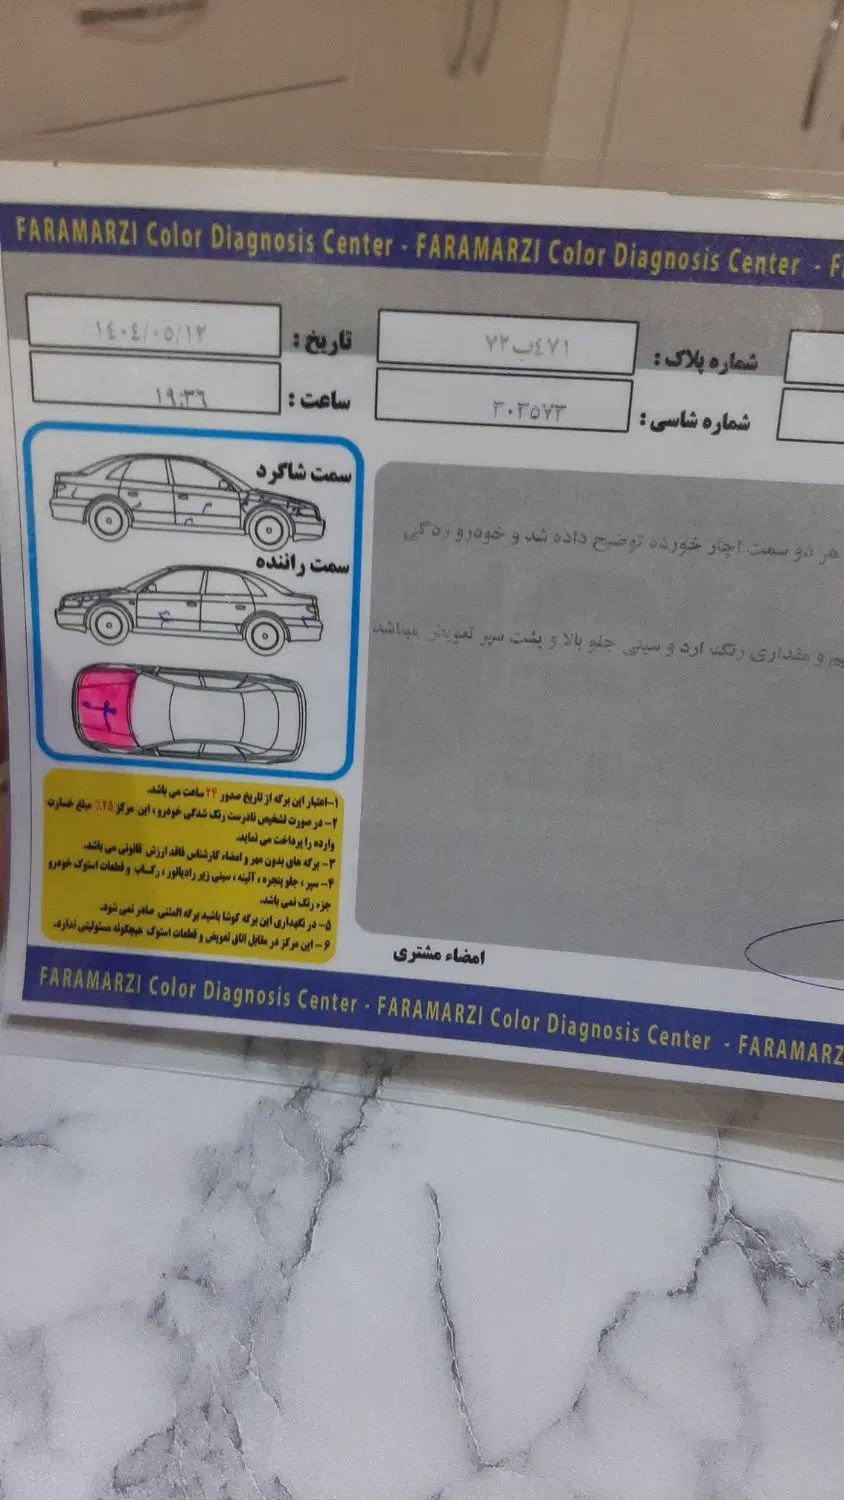 FARAMARZI Color Diagnosis Center - FARAMARZI Color Diagnosis Center - F
شماره پلاک : ۴۷۱ب۷۲
تاریخ : ۱۴۰۴/۰۵/۱۲
شماره شاسی : ۳۰۳۵۷۳
ساعت : ۱۹:۳۶
سمت شاگرد
سمت راننده
هر دو سمت اچار خورده توضیح داده شد و خودرو زدگی
و مقداری رنگ ارد و سینی جلو بالا و پشت سپر تعویض میباشد
۱-اعتبار این برگه از تاریخ صدور ۲۴ ساعت می باشد.
۲- در صورت تشخیص نادرست رنگ شدگی خودرو ، این مرکز ۲۵٪ مبلغ خسارت
وارده را پرداخت می نماید.
۳- برگه های بدون مهر و امضاء کارشناس فاقد ارزش قانونی می باشد.
۴- سپر ، جلو پنجره ، آئینه ، سینی زیر رادیاتور ، رکاب و قطعات استوک خودرو
جزء رنگ نمی باشد.
۵- در نگهداری این برگه کوشا باشید برگه المثنی صادر نمی شود.
۶- این مرکز در مقابل اتاق تعویض و قطعات استوک هیچگونه مسئولیتی ندارد.
امضاء مشتری
FARAMARZI Color Diagnosis Center - FARAMARZI Color Diagnosis Center - FARAMARZ